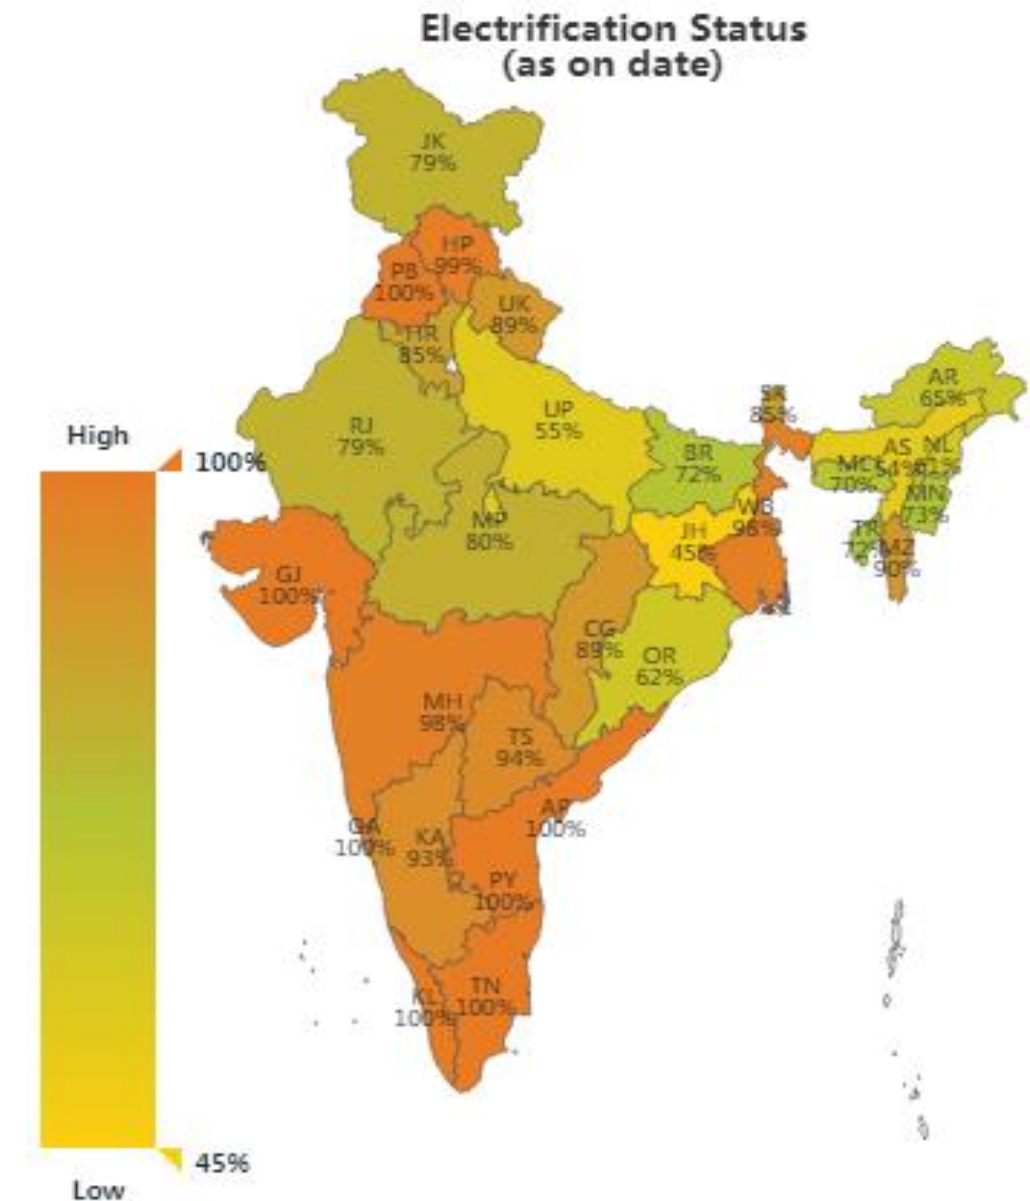 Electrification Status
(as on date)
JK
79%
HP
99%
PB
100%
UK
89%
HR
85%
AR
65%
SK
85%
UP
55%
RJ
79%
High
100%
BR
72%
AS
54%
NL
70%
MN
73%
WB
96%
JH
45%
MP
80%
TR
72%
MZ
90%
GJ
100%
CG
89%
OR
62%
MH
98%
TS
94%
AP
100%
GA
100%
KA
93%
PY
100%
TN
100%
KL
100%
45%
Low